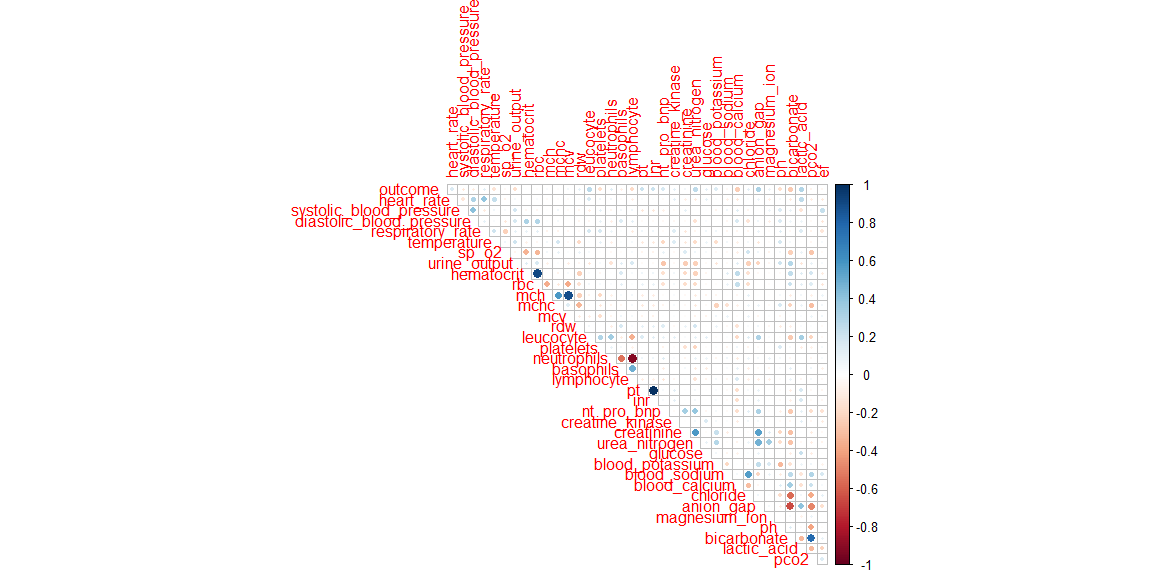 heart_rate
systolic_blood_pressure
diastolic_blood_pressure
respiratory_rate
temperature
sp_o2
urine_output
hematocrit
rbc
mch
mchc
mcv
rdw
leucocyte
platelets
neutrophils
basophils
lymphocyte
pt
inr
nt_pro_bnp
creatine_kinase
creatinine
urea_nitrogen
glucose
blood_potassium
blood_sodium
blood_calcium
chloride
anion_gap
magnesium_ion
ph
bicarbonate
lactic_acid
pco2
ef
outcome
heart_rate
systolic_blood_pressure
diastolic_blood_pressure
respiratory_rate
temperature
sp_o2
urine_output
hematocrit
rbc
mch
mchc
mcv
rdw
leucocyte
platelets
neutrophils
basophils
lymphocyte
pt
inr
nt_pro_bnp
creatine_kinase
creatinine
urea_nitrogen
glucose
blood_potassium
blood_sodium
blood_calcium
chloride
anion_gap
magnesium_ion
ph
bicarbonate
lactic_acid
pco2
1
0.8
0.6
0.4
0.2
0
-0.2
-0.4
-0.6
-0.8
-1